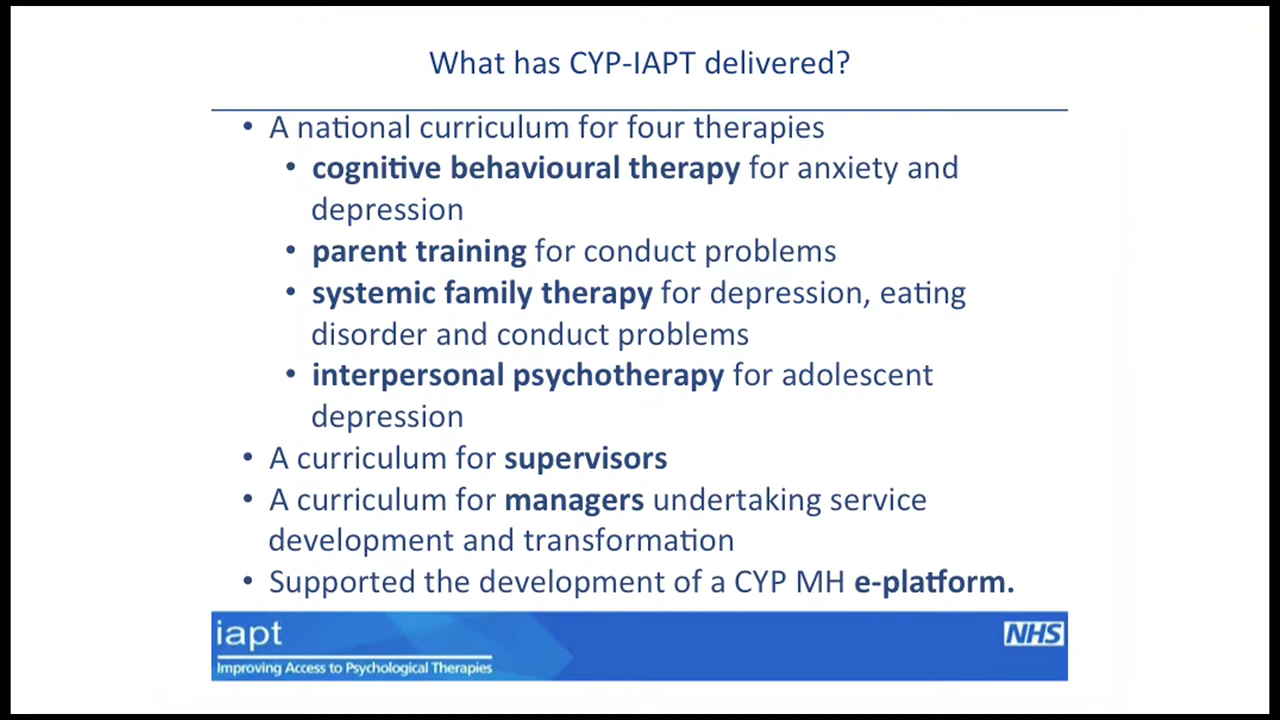 What has CYP-IAPT delivered?
• A national curriculum for four therapies
• cognitive behavioural therapy for anxiety and
depression
• parent training for conduct problems
• systemic family therapy for depression, eating
disorder and conduct problems
• interpersonal psychotherapy for adolescent
depression
• A curriculum for supervisors
• A curriculum for managers undertaking service
development and transformation
• Supported the development of a CYP MH e-platform.
iapt
NHS
Improving Access to Psychological Therapies